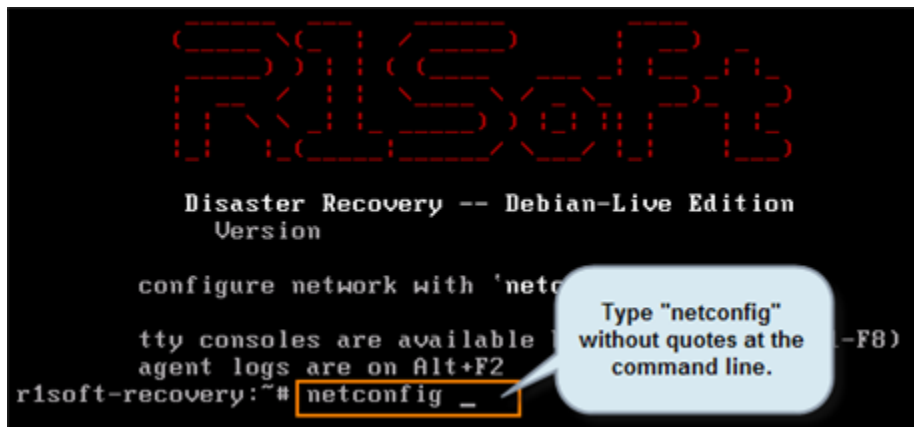 R1Soft
Disaster Recovery -- Debian-Live Edition
Version
configure network with 'netc
tty consoles are available
-F8)
agent logs are on Alt+F2
r1soft-recovery:~# netconfig _
Type "netconfig"
without quotes at the
command line.